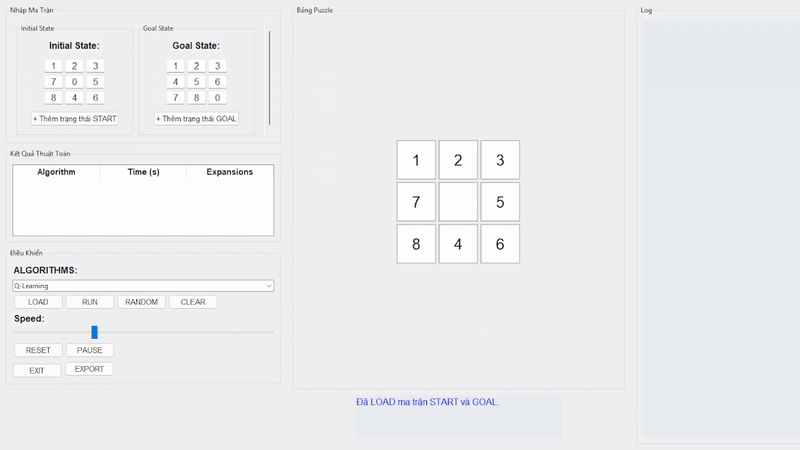 Nhập Ma Trận
Initial State
Initial State:
1 2 3
7 0 5
8 4 6
+ Thêm trạng thái START
Goal State
Goal State:
1 2 3
4 5 6
7 8 0
+ Thêm trạng thái GOAL
Kết Quả Thuật Toán
Algorithm Time (s) Expansions
Điều Khiển
ALGORITHMS:
Q-Learning
LOAD RUN RANDOM CLEAR
Speed:
RESET PAUSE
EXIT EXPORT
Bảng Puzzle
1 2 3
7 5
8 4 6
Đã LOAD ma trận START và GOAL.
Log